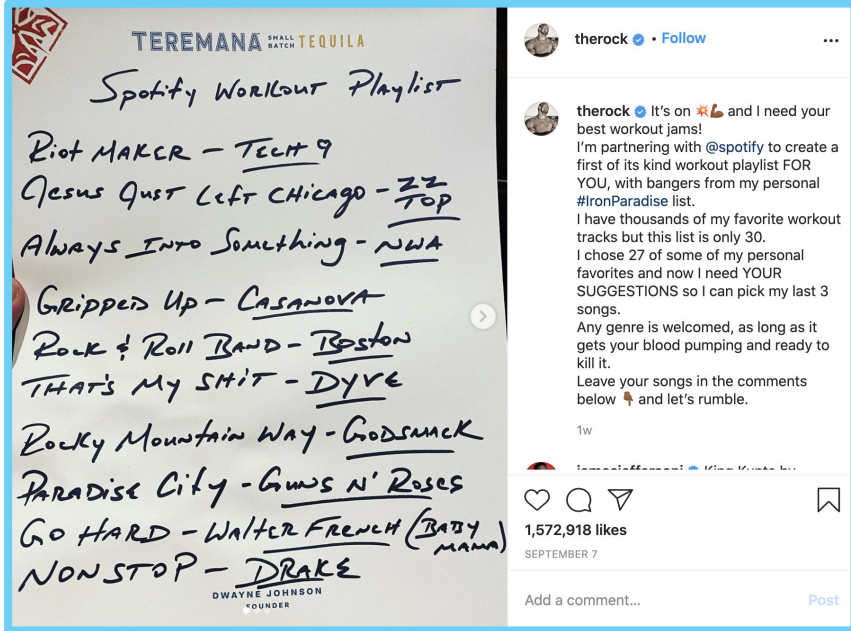 TEREMANA SMALL BATCH TEQUILA
Spotify Workout Playlist
Riot Maker – Tech 9
Jesus Just Left Chicago – ZZ TOP
Always Into Something – NWA
Gripped Up – Casanova
Rock & Roll Band – Boston
That's My Shit – Dyve
Rocky Mountain Way – Godsmack
Paradise City – Guns N' Roses
Go Hard – Walter French (Baby Mama)
Nonstop – Drake
DWAYNE JOHNSON
FOUNDER
therock • Follow
therock It's on 💥💪🏾 and I need your
best workout jams!
I'm partnering with @spotify to create a
first of its kind workout playlist FOR
YOU, with bangers from my personal
#IronParadise list.
I have thousands of my favorite workout
tracks but this list is only 30.
I chose 27 of some of my personal
favorites and now I need YOUR
SUGGESTIONS so I can pick my last 3
songs.
Any genre is welcomed, as long as it
gets your blood pumping and ready to
kill it.
Leave your songs in the comments
below 👇🏾 and let's rumble.
1w
1,572,918 likes
SEPTEMBER 7
Add a comment... Post